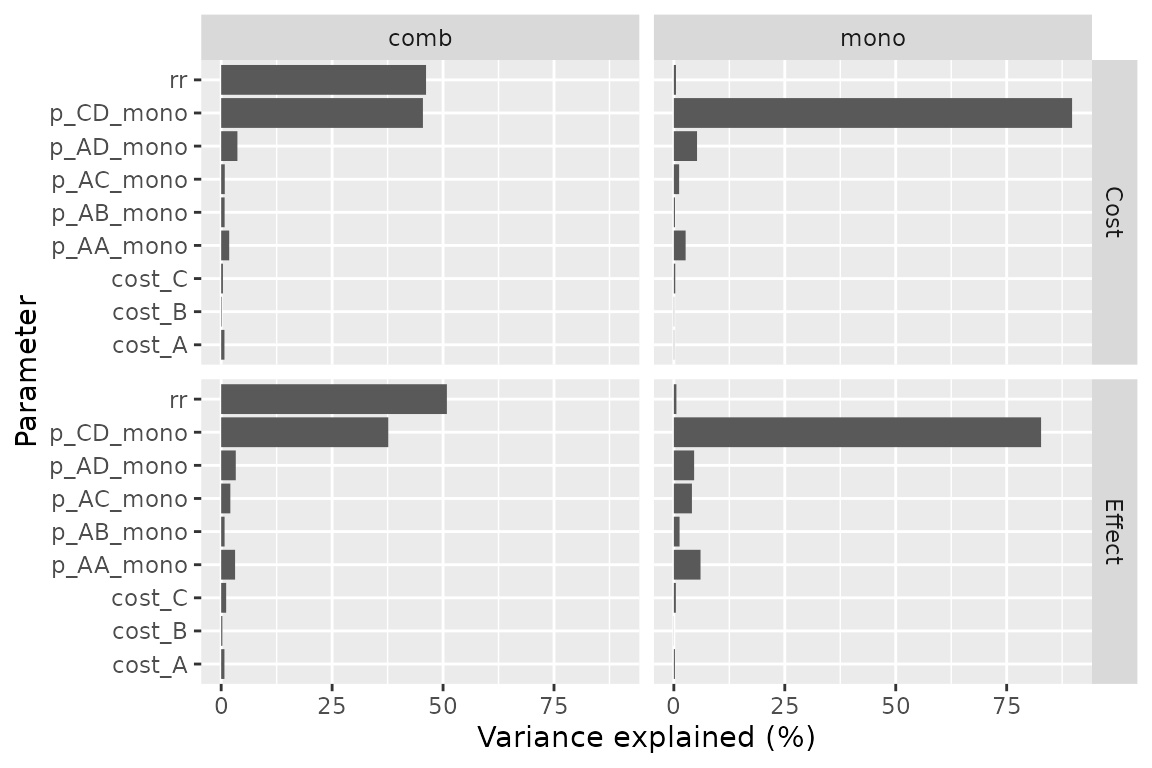 comb
mono
rr
p_CD_mono
p_AD_mono
p_AC_mono
p_AB_mono
p_AA_mono
cost_C
cost_B
cost_A
Cost
rr
p_CD_mono
p_AD_mono
p_AC_mono
p_AB_mono
p_AA_mono
cost_C
cost_B
cost_A
Effect
Parameter
0 25 50 75
0 25 50 75
Variance explained (%)